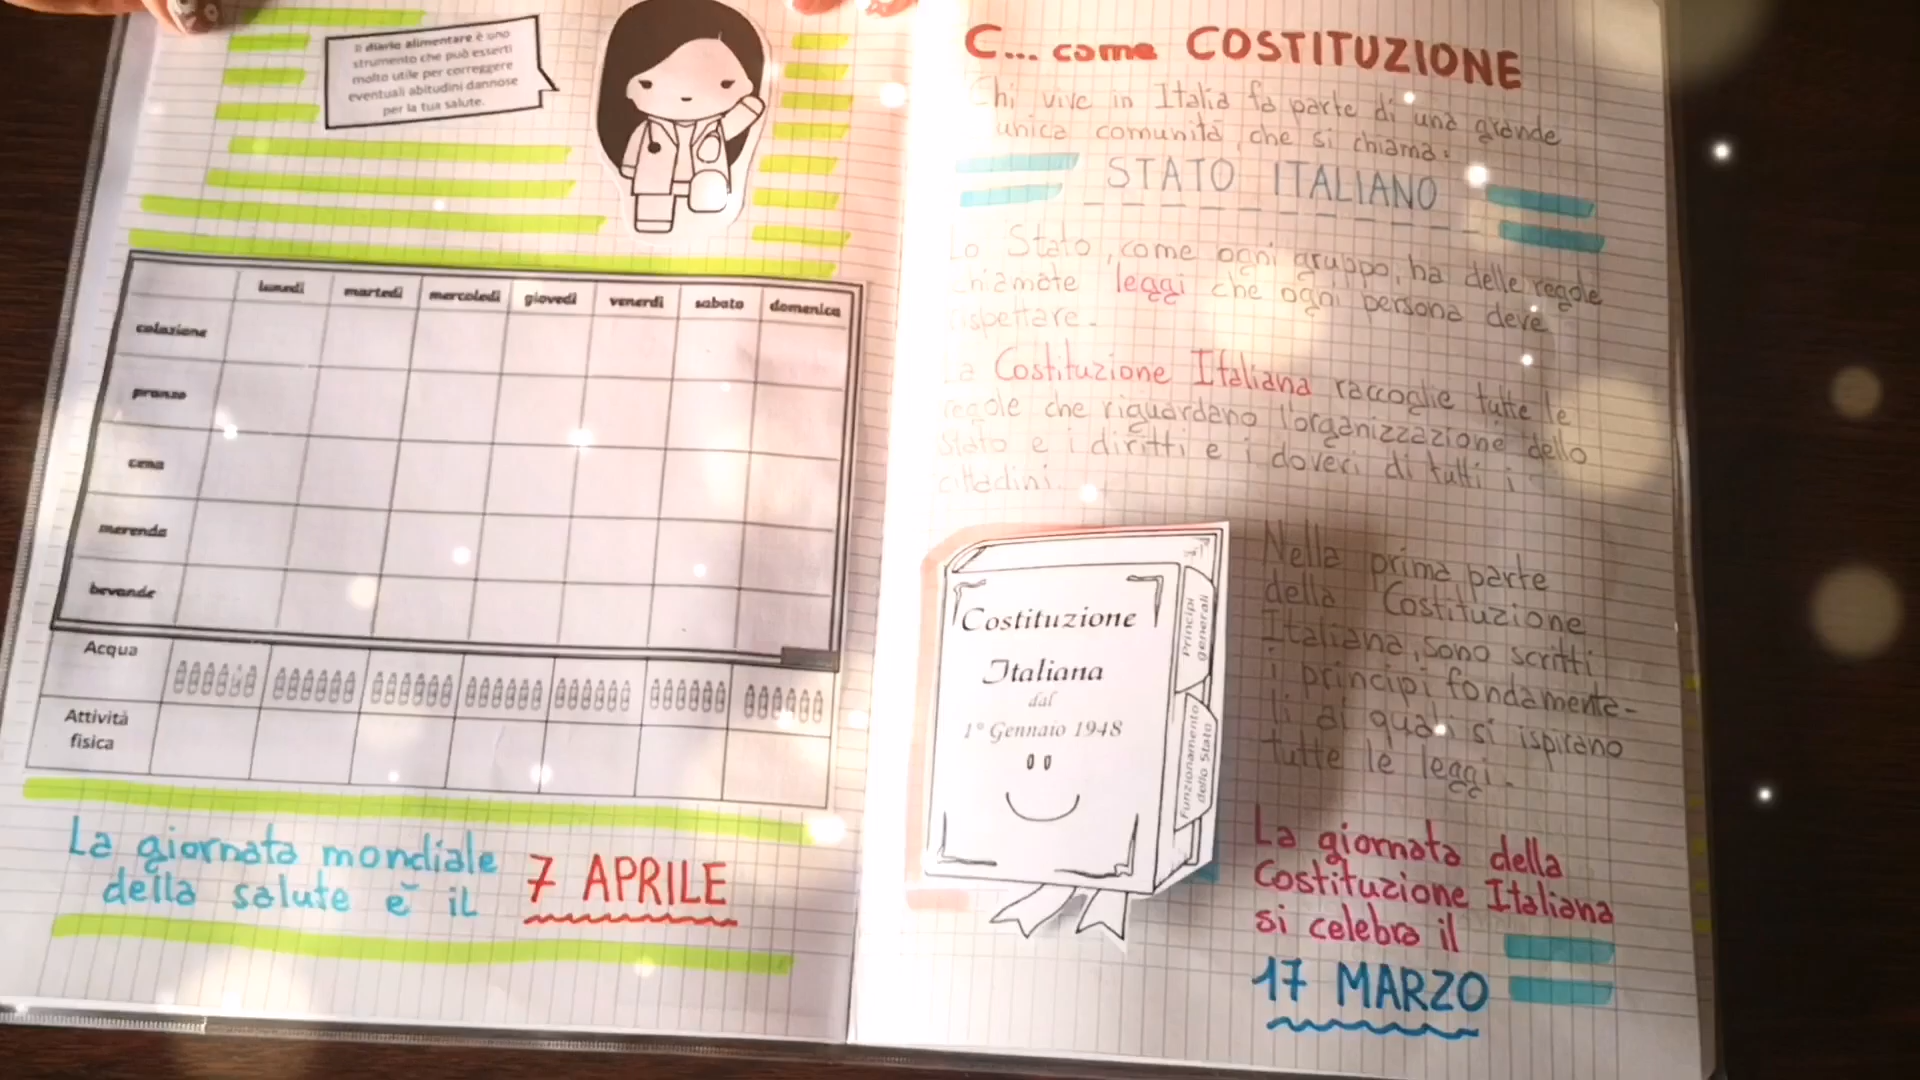 Il diario alimentare è uno
strumento che può esserti
molto utile per correggere
eventuali abitudini dannose
per la tua salute.
lunedì martedì mercoledì giovedì venerdì sabato domenica
colazione
pranzo
cena
merenda
bevande
Acqua
Attività
fisica
La giornata mondiale
della salute è il
7 APRILE
C... come COSTITUZIONE
Chi vive in Italia fa parte di una grande
unica comunità, che si chiama:
STATO ITALIANO
Lo Stato, come ogni gruppo, ha delle regole
chiamate leggi che ogni persona deve
rispettare.
La Costituzione Italiana raccoglie tutte le
regole che riguardano l'organizzazione dello
Stato e i diritti e i doveri di tutti i
cittadini.
Costituzione
Italiana
dal
1° Gennaio 1948
Principi
generali
Funzionamento
dello Stato
Nella prima parte
della Costituzione
Italiana, sono scritti
i principi fondamenta-
li ai quali si ispirano
tutte le leggi.
La giornata della
Costituzione Italiana
si celebra il
17 MARZO